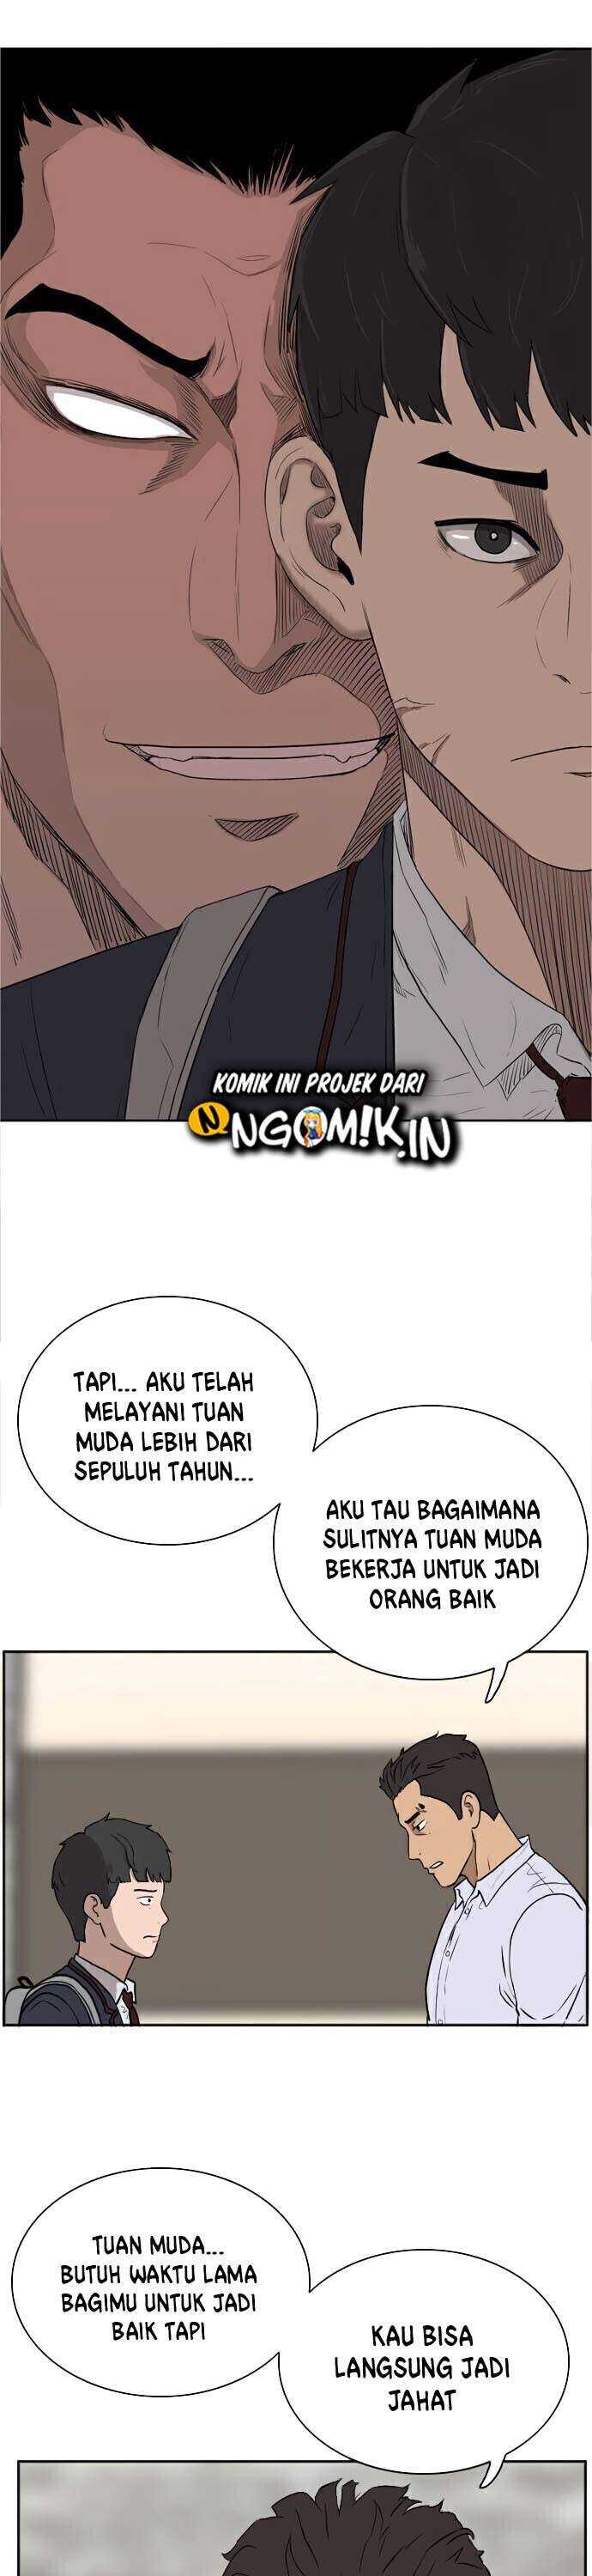 KOMIK INI PROJEK DARI
N NGOMIK.IN
TAPI... AKU TELAH
MELAYANI TUAN
MUDA LEBIH DARI
SEPULUH TAHUN...
AKU TAU BAGAIMANA
SULITNYA TUAN MUDA
BEKERJA UNTUK JADI
ORANG BAIK
TUAN MUDA...
BUTUH WAKTU LAMA
BAGIMU UNTUK JADI
BAIK TAPI
KAU BISA
LANGSUNG JADI
JAHAT